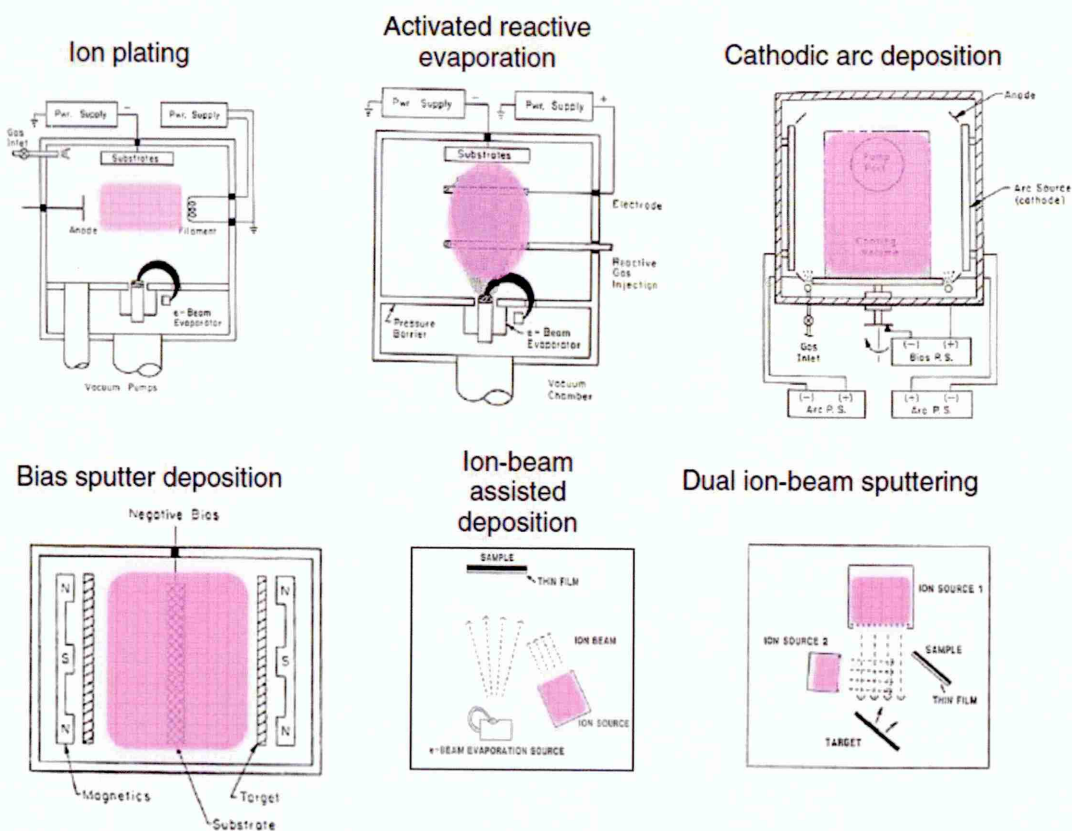 Ion plating
Pwr. Supply
-
Pwr. Supply
Gas
Inlet
Substrates
Anode
Filament
e-Beam
Evaporator
Vacuum Pumps
Activated reactive
evaporation
Pwr. Supply
-
Pwr. Supply
+
Substrates
Electrode
Reactive
Gas
Injection
Pressure
Barrier
e-Beam
Evaporator
Vacuum
Chamber
Cathodic arc deposition
Anode
Pump
Port
Arc Source
(cathode)
Coating
Volume
Gas
Inlet
(-) (+)
Bias P.S.
(-) (+)
Arc P.S.
(-) (+)
Arc P.S.
Bias sputter deposition
Negative Bias
N
S
N
N
S
N
Magnetics
Target
Substrate
Ion-beam
assisted
deposition
SAMPLE
THIN FILM
ION BEAM
ION SOURCE
e-BEAM EVAPORATION SOURCE
Dual ion-beam sputtering
ION SOURCE 1
ION SOURCE 2
SAMPLE
THIN FILM
TARGET